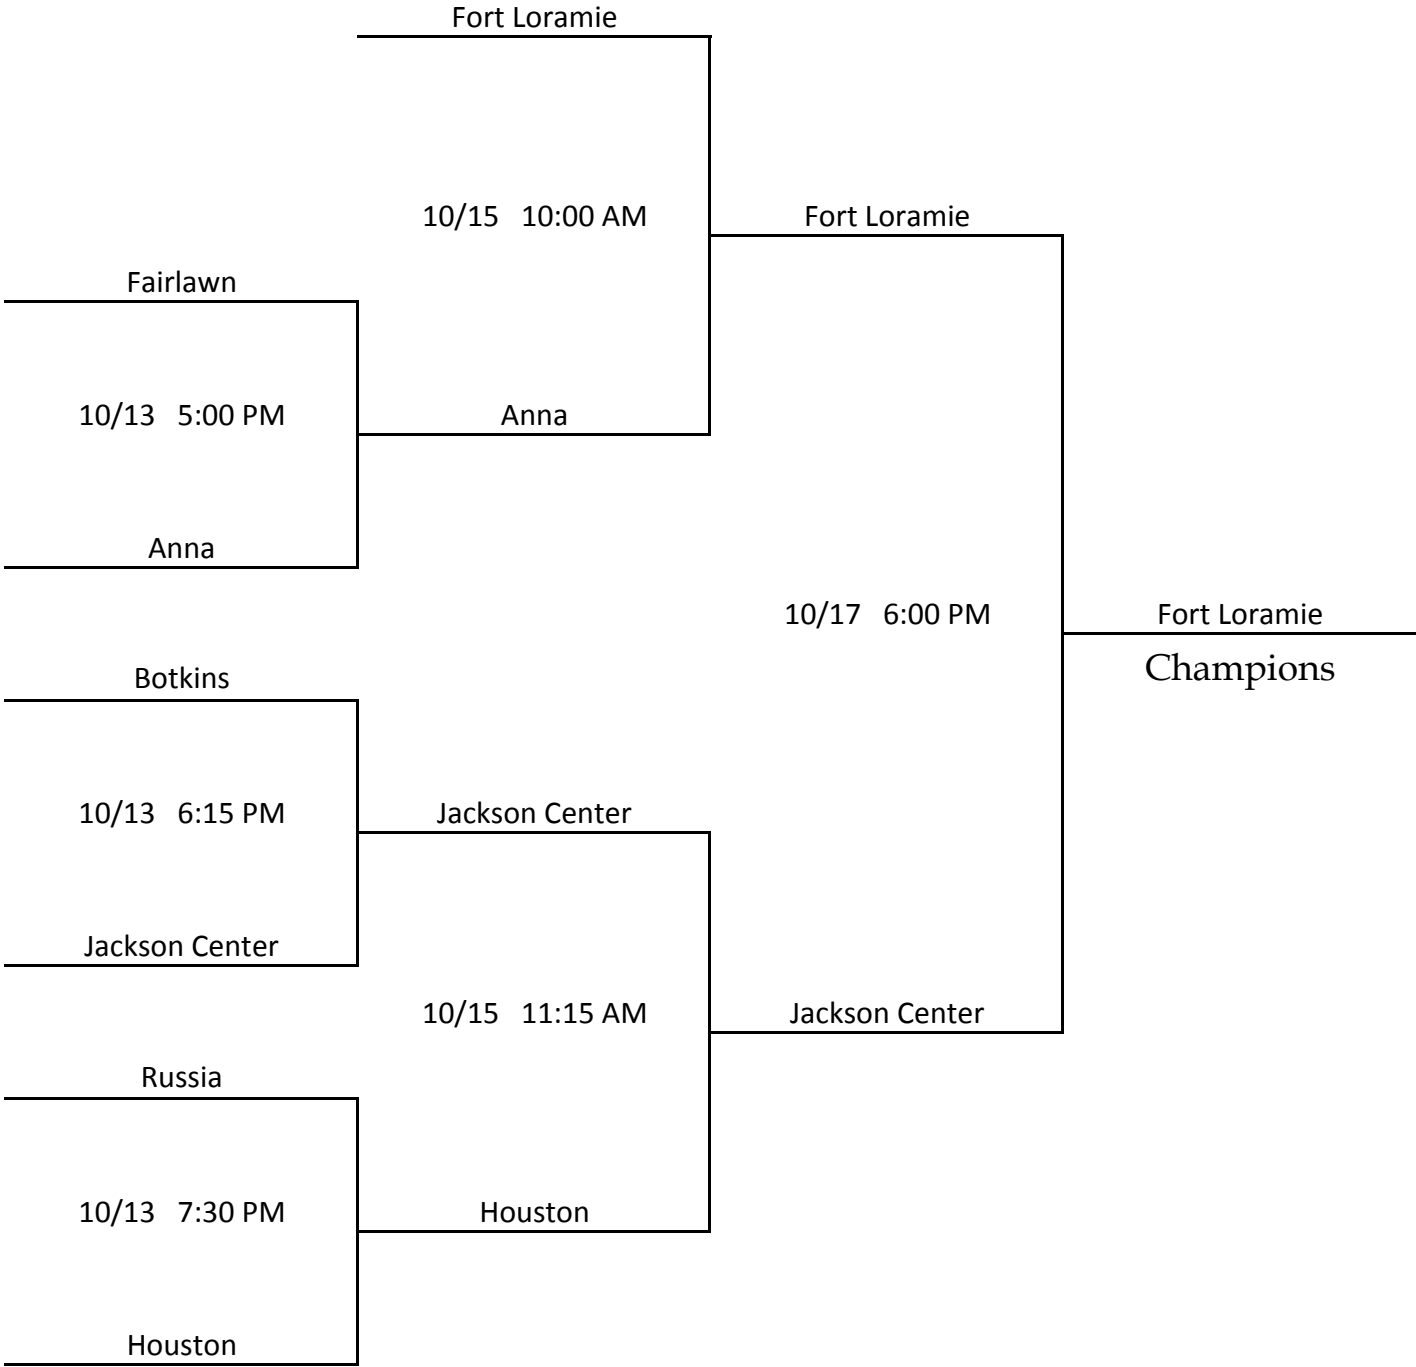 Fort Loramie
10/15 10:00 AM
Fort Loramie
Fairlawn
10/13 5:00 PM
Anna
Anna
10/17 6:00 PM
Fort Loramie
Champions
Botkins
10/13 6:15 PM
Jackson Center
Jackson Center
10/15 11:15 AM
Jackson Center
Russia
10/13 7:30 PM
Houston
Houston